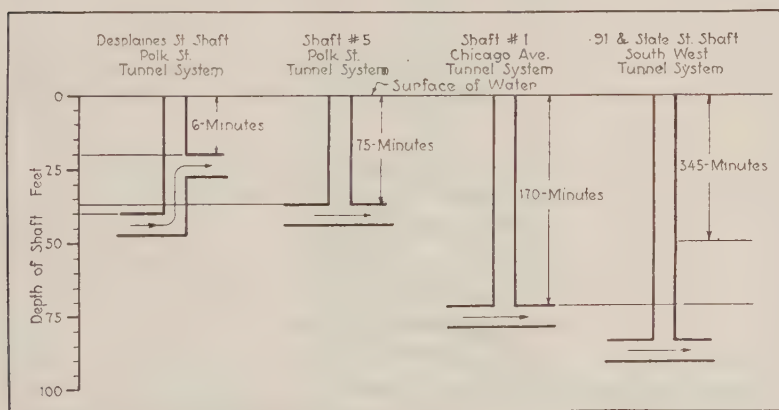 Desplaines St Shaft
Polk St.
Tunnel System
Shaft #5
Polk St.
Tunnel System
Shaft #1
Chicago Ave.
Tunnel System
91 & State St. Shaft
South West
Tunnel System
Surface of Water
6-Minutes
75-Minutes
170-Minutes
345-Minutes
Depth of Shaft Feet
0
25
50
75
100